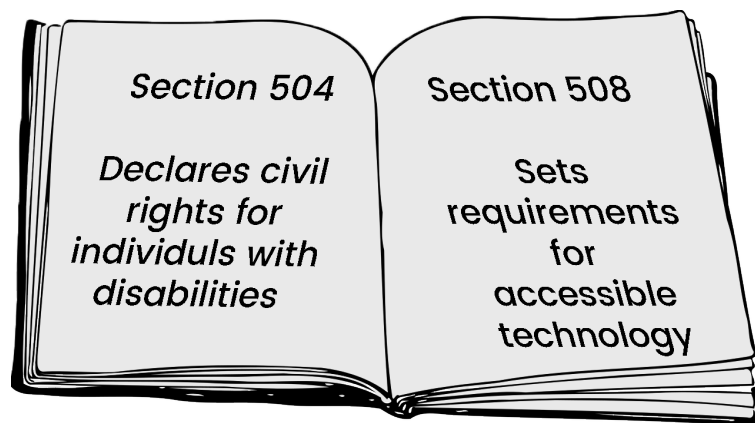 Section 504
Declares civil
rights for
individuls with
disabilities
Section 508
Sets
requirements
for
accessible
technology